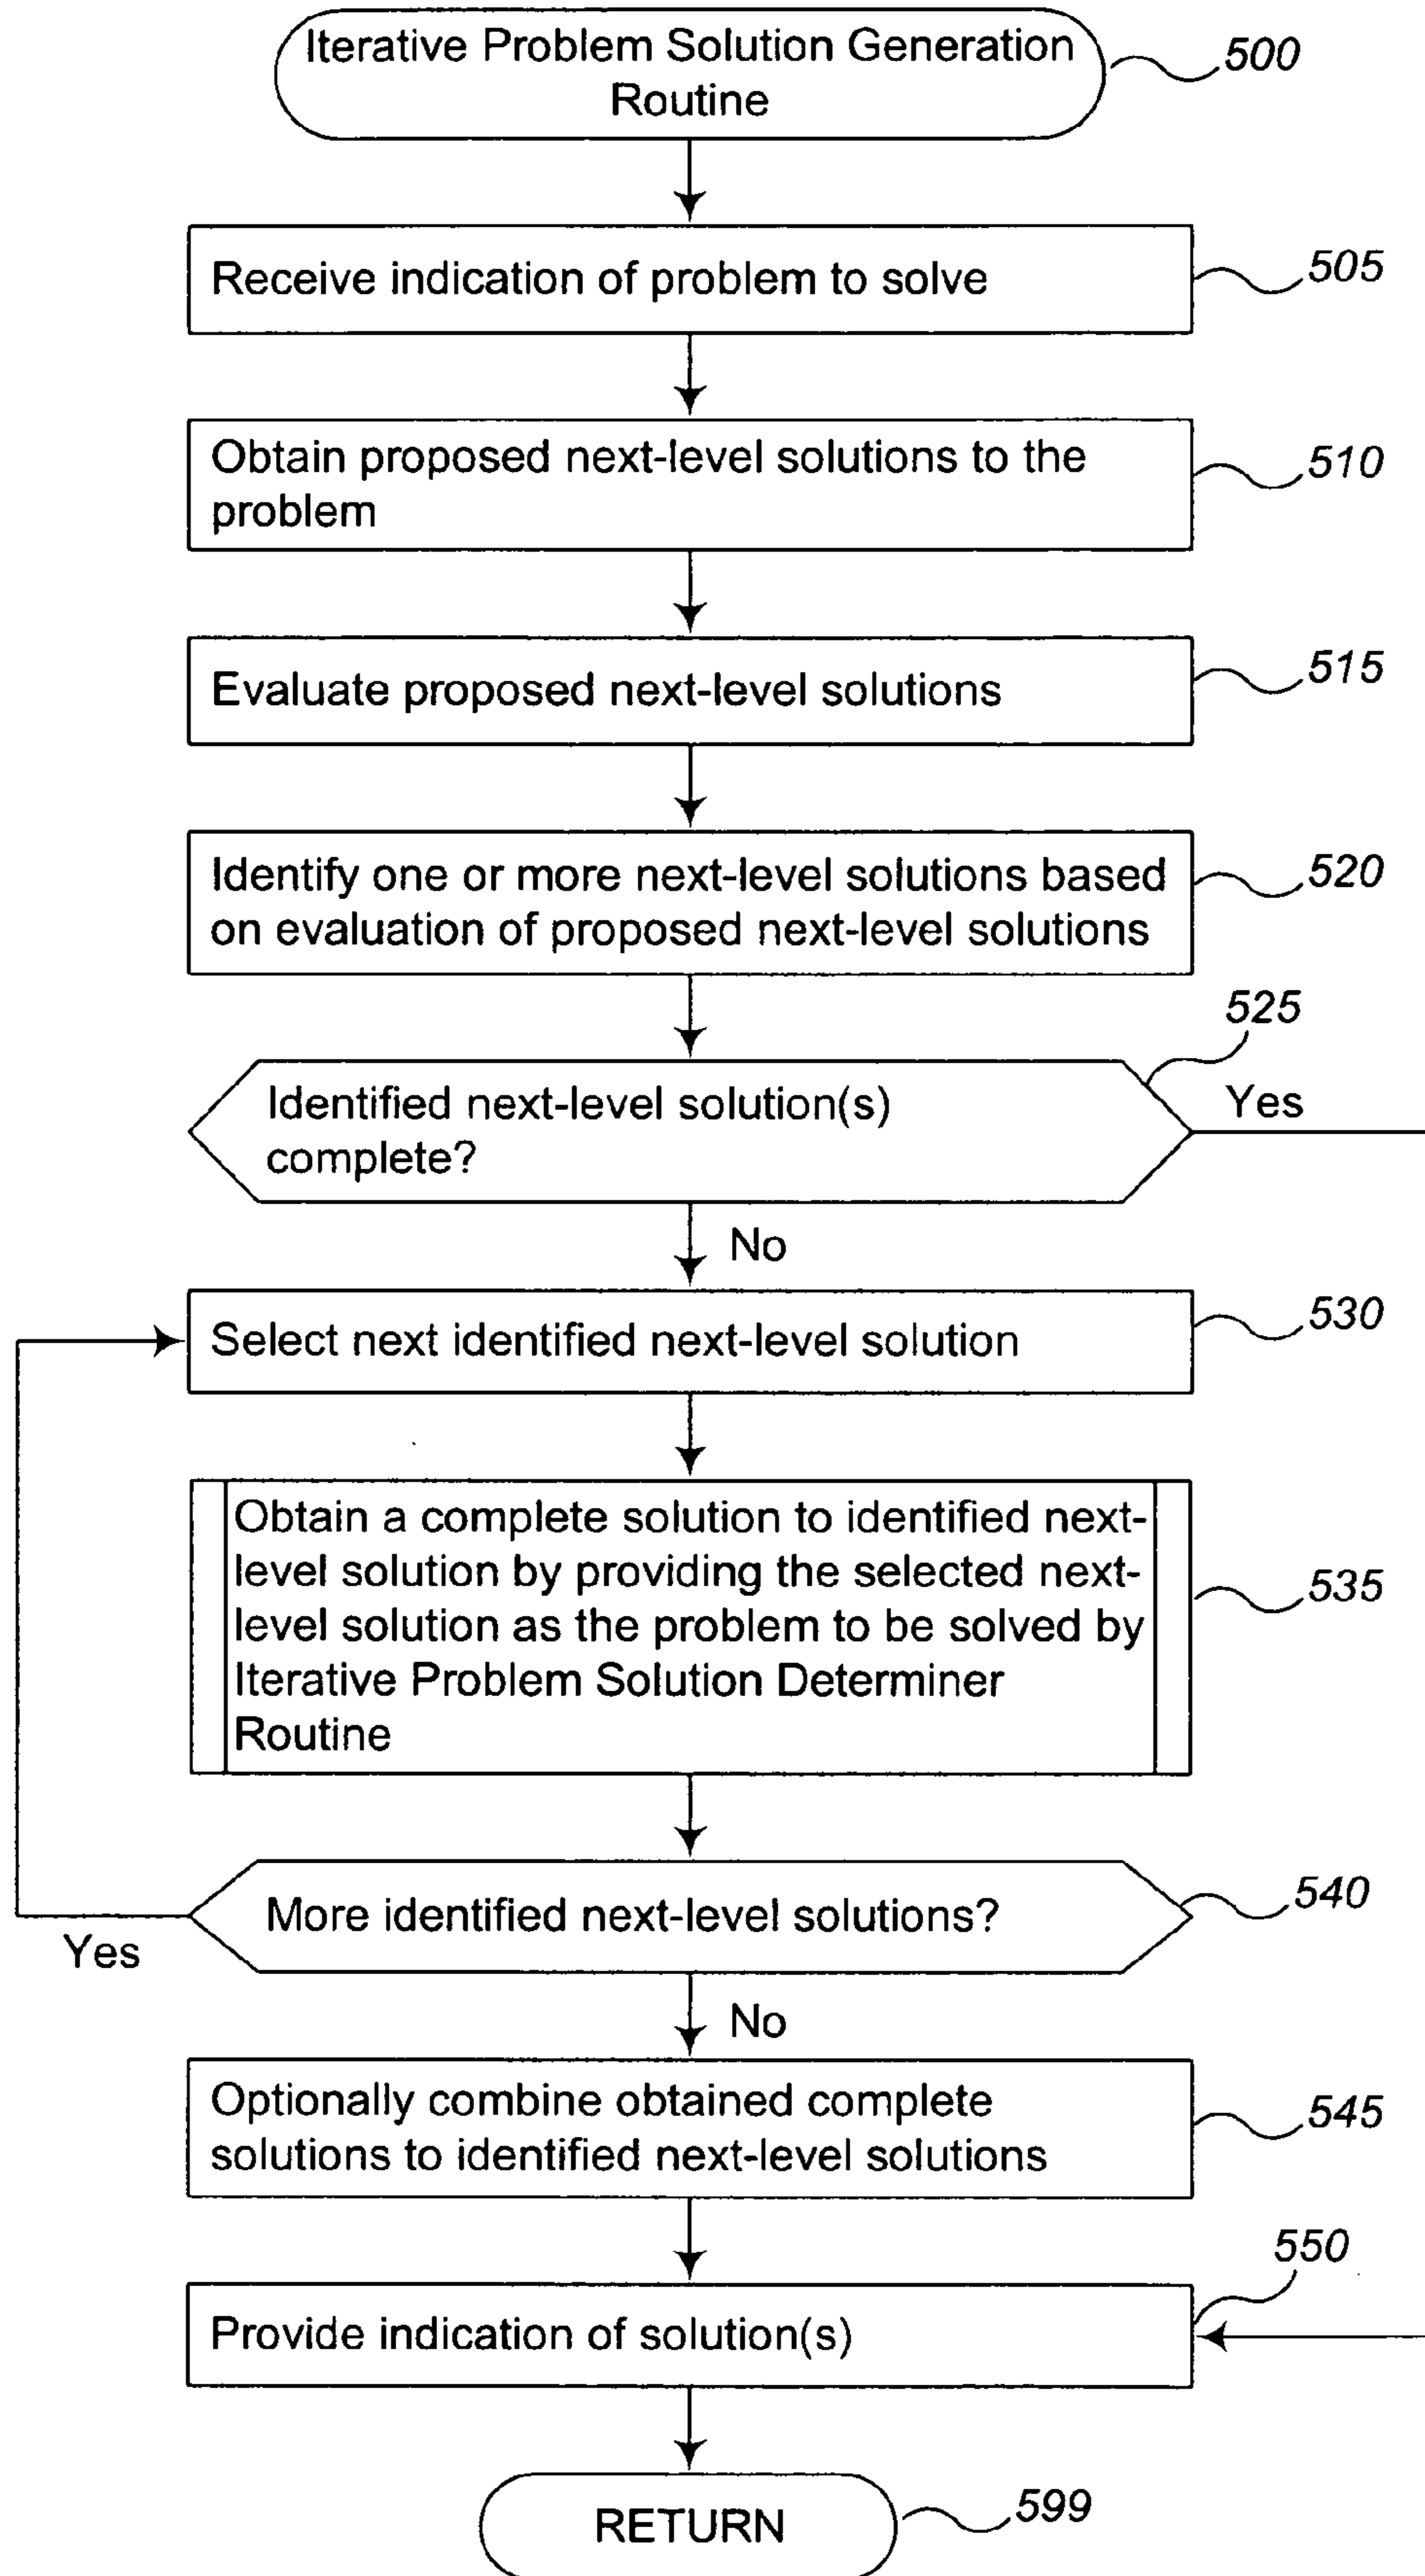 Iterative Problem Solution Generation
Routine
500
Receive indication of problem to solve
505
Obtain proposed next-level solutions to the
problem
510
Evaluate proposed next-level solutions
515
Identify one or more next-level solutions based
on evaluation of proposed next-level solutions
520
525
Identified next-level solution(s)
complete?
Yes
No
Select next identified next-level solution
530
Obtain a complete solution to identified next-
level solution by providing the selected next-
level solution as the problem to be solved by
Iterative Problem Solution Determiner
Routine
535
More identified next-level solutions?
540
Yes
No
Optionally combine obtained complete
solutions to identified next-level solutions
545
550
Provide indication of solution(s)
RETURN
599